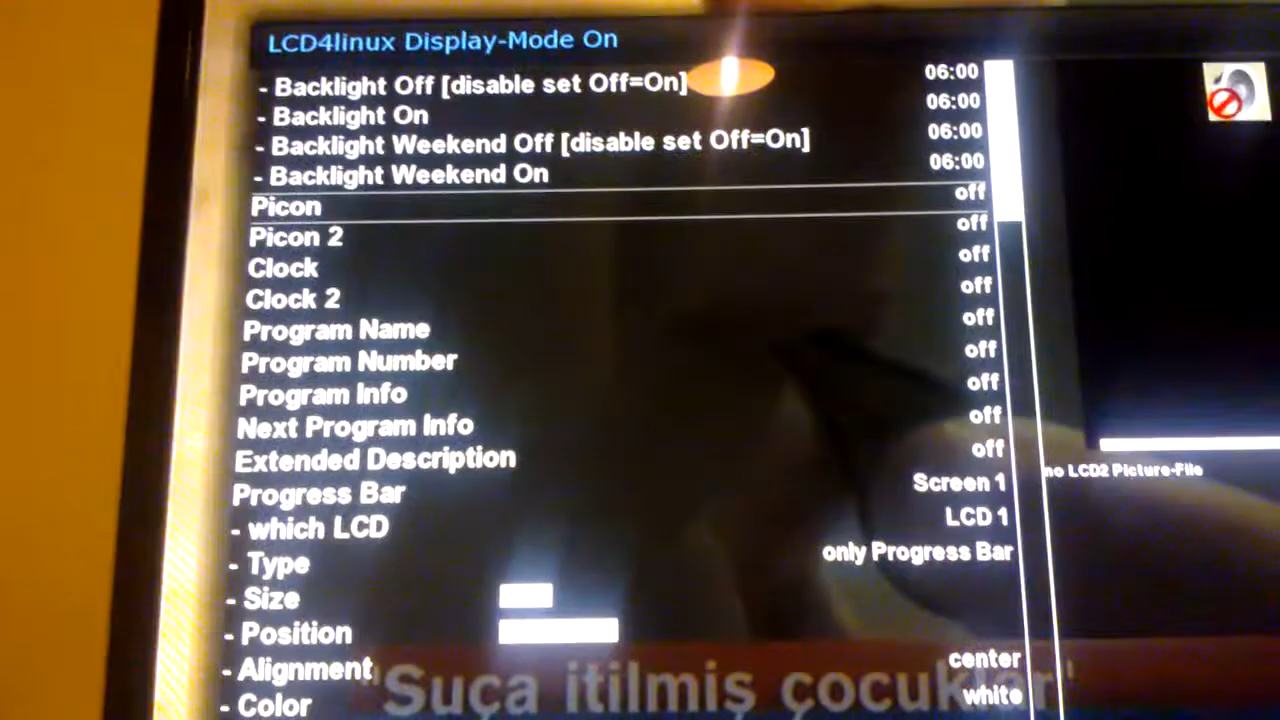 LCD4linux Display-Mode On
- Backlight Off [disable set Off=On] 06:00
- Backlight On 06:00
- Backlight Weekend Off [disable set Off=On] 06:00
- Backlight Weekend On 06:00
Picon off
Picon 2 off
Clock off
Clock 2 off
Program Name off
Program Number off
Program Info off
Next Program Info off
Extended Description off
Progress Bar Screen 1
- which LCD LCD 1
- Type only Progress Bar
- Size
- Position
- Alignment center
- Color white
no LCD2 Picture-File
'Suça itilmiş çocuklar'